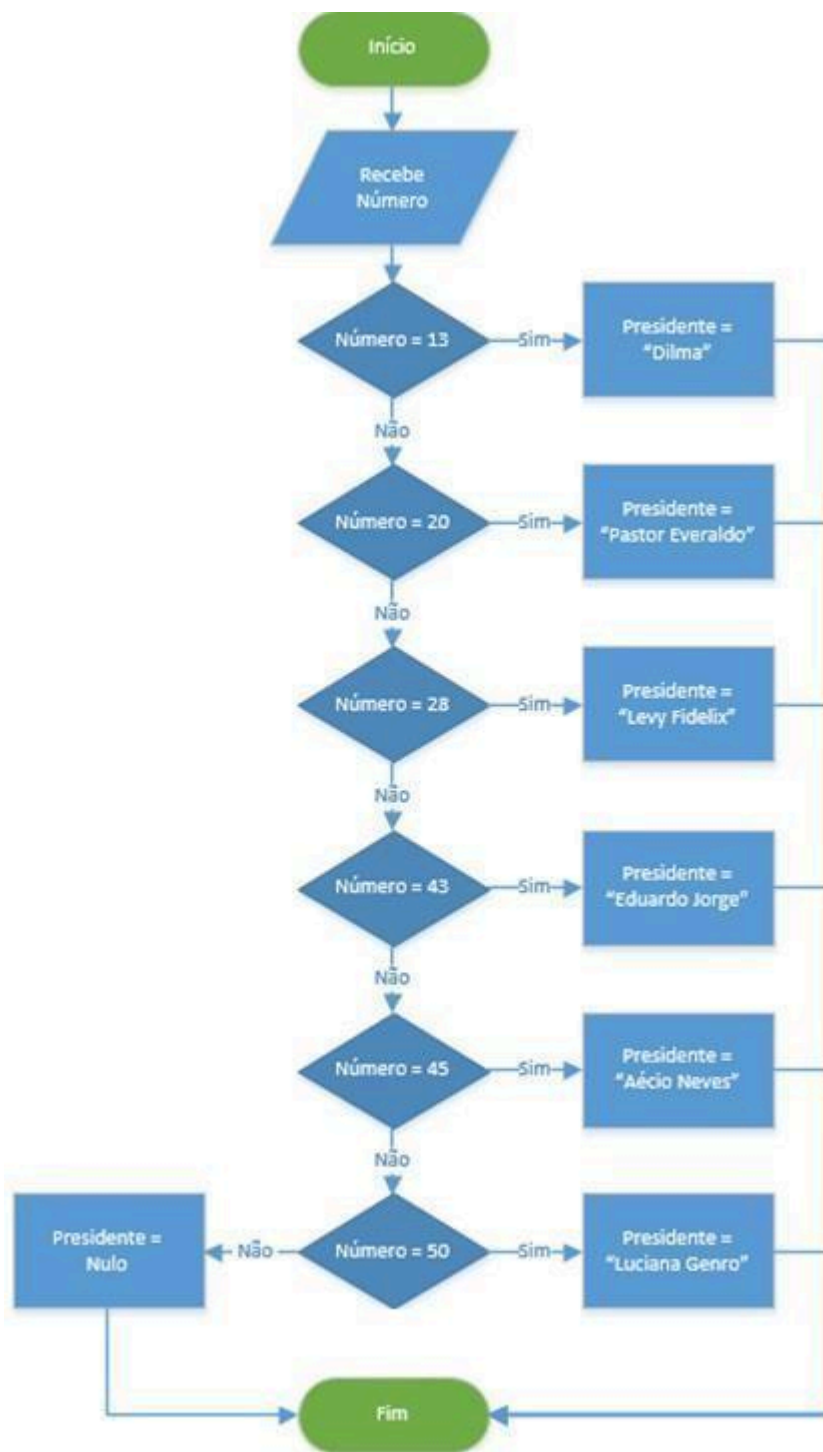 Início
Recebe
Número
Número = 13
Sim
Presidente =
"Dilma"
Não
Número = 20
Sim
Presidente =
"Pastor Everaldo"
Não
Número = 28
Sim
Presidente =
"Levy Fidelix"
Não
Número = 43
Sim
Presidente =
"Eduardo Jorge"
Não
Número = 45
Sim
Presidente =
"Aécio Neves"
Não
Presidente =
Nulo
Não
Número = 50
Sim
Presidente =
"Luciana Genro"
Fim